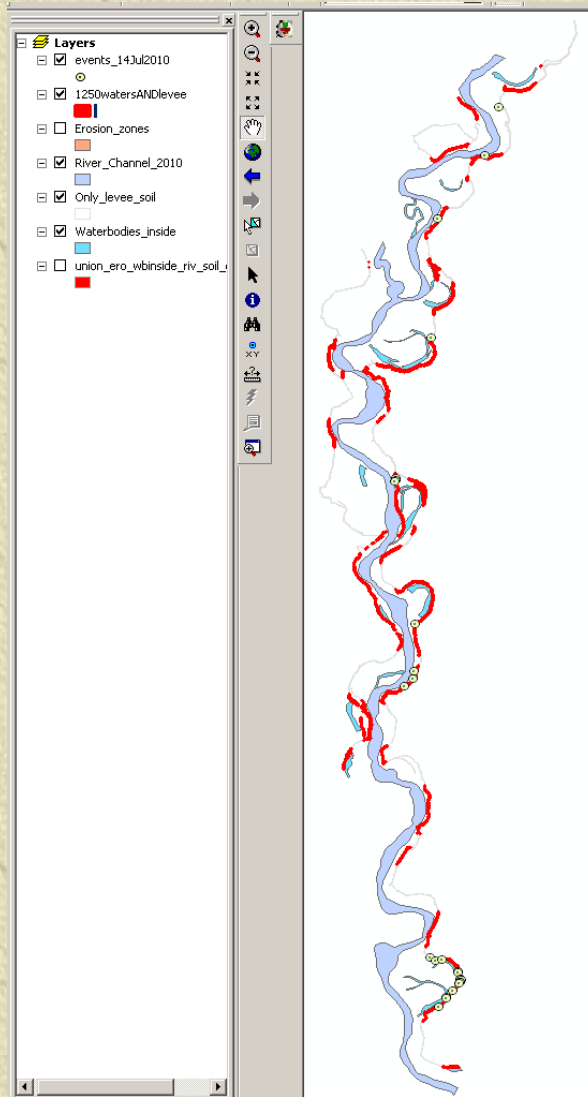 Layers
events_14Jul2010
1250watersANDlevee
Erosion_zones
River_Channel_2010
Only_levee_soil
Waterbodies_inside
union_ero_wbinside_riv_soil_
XY